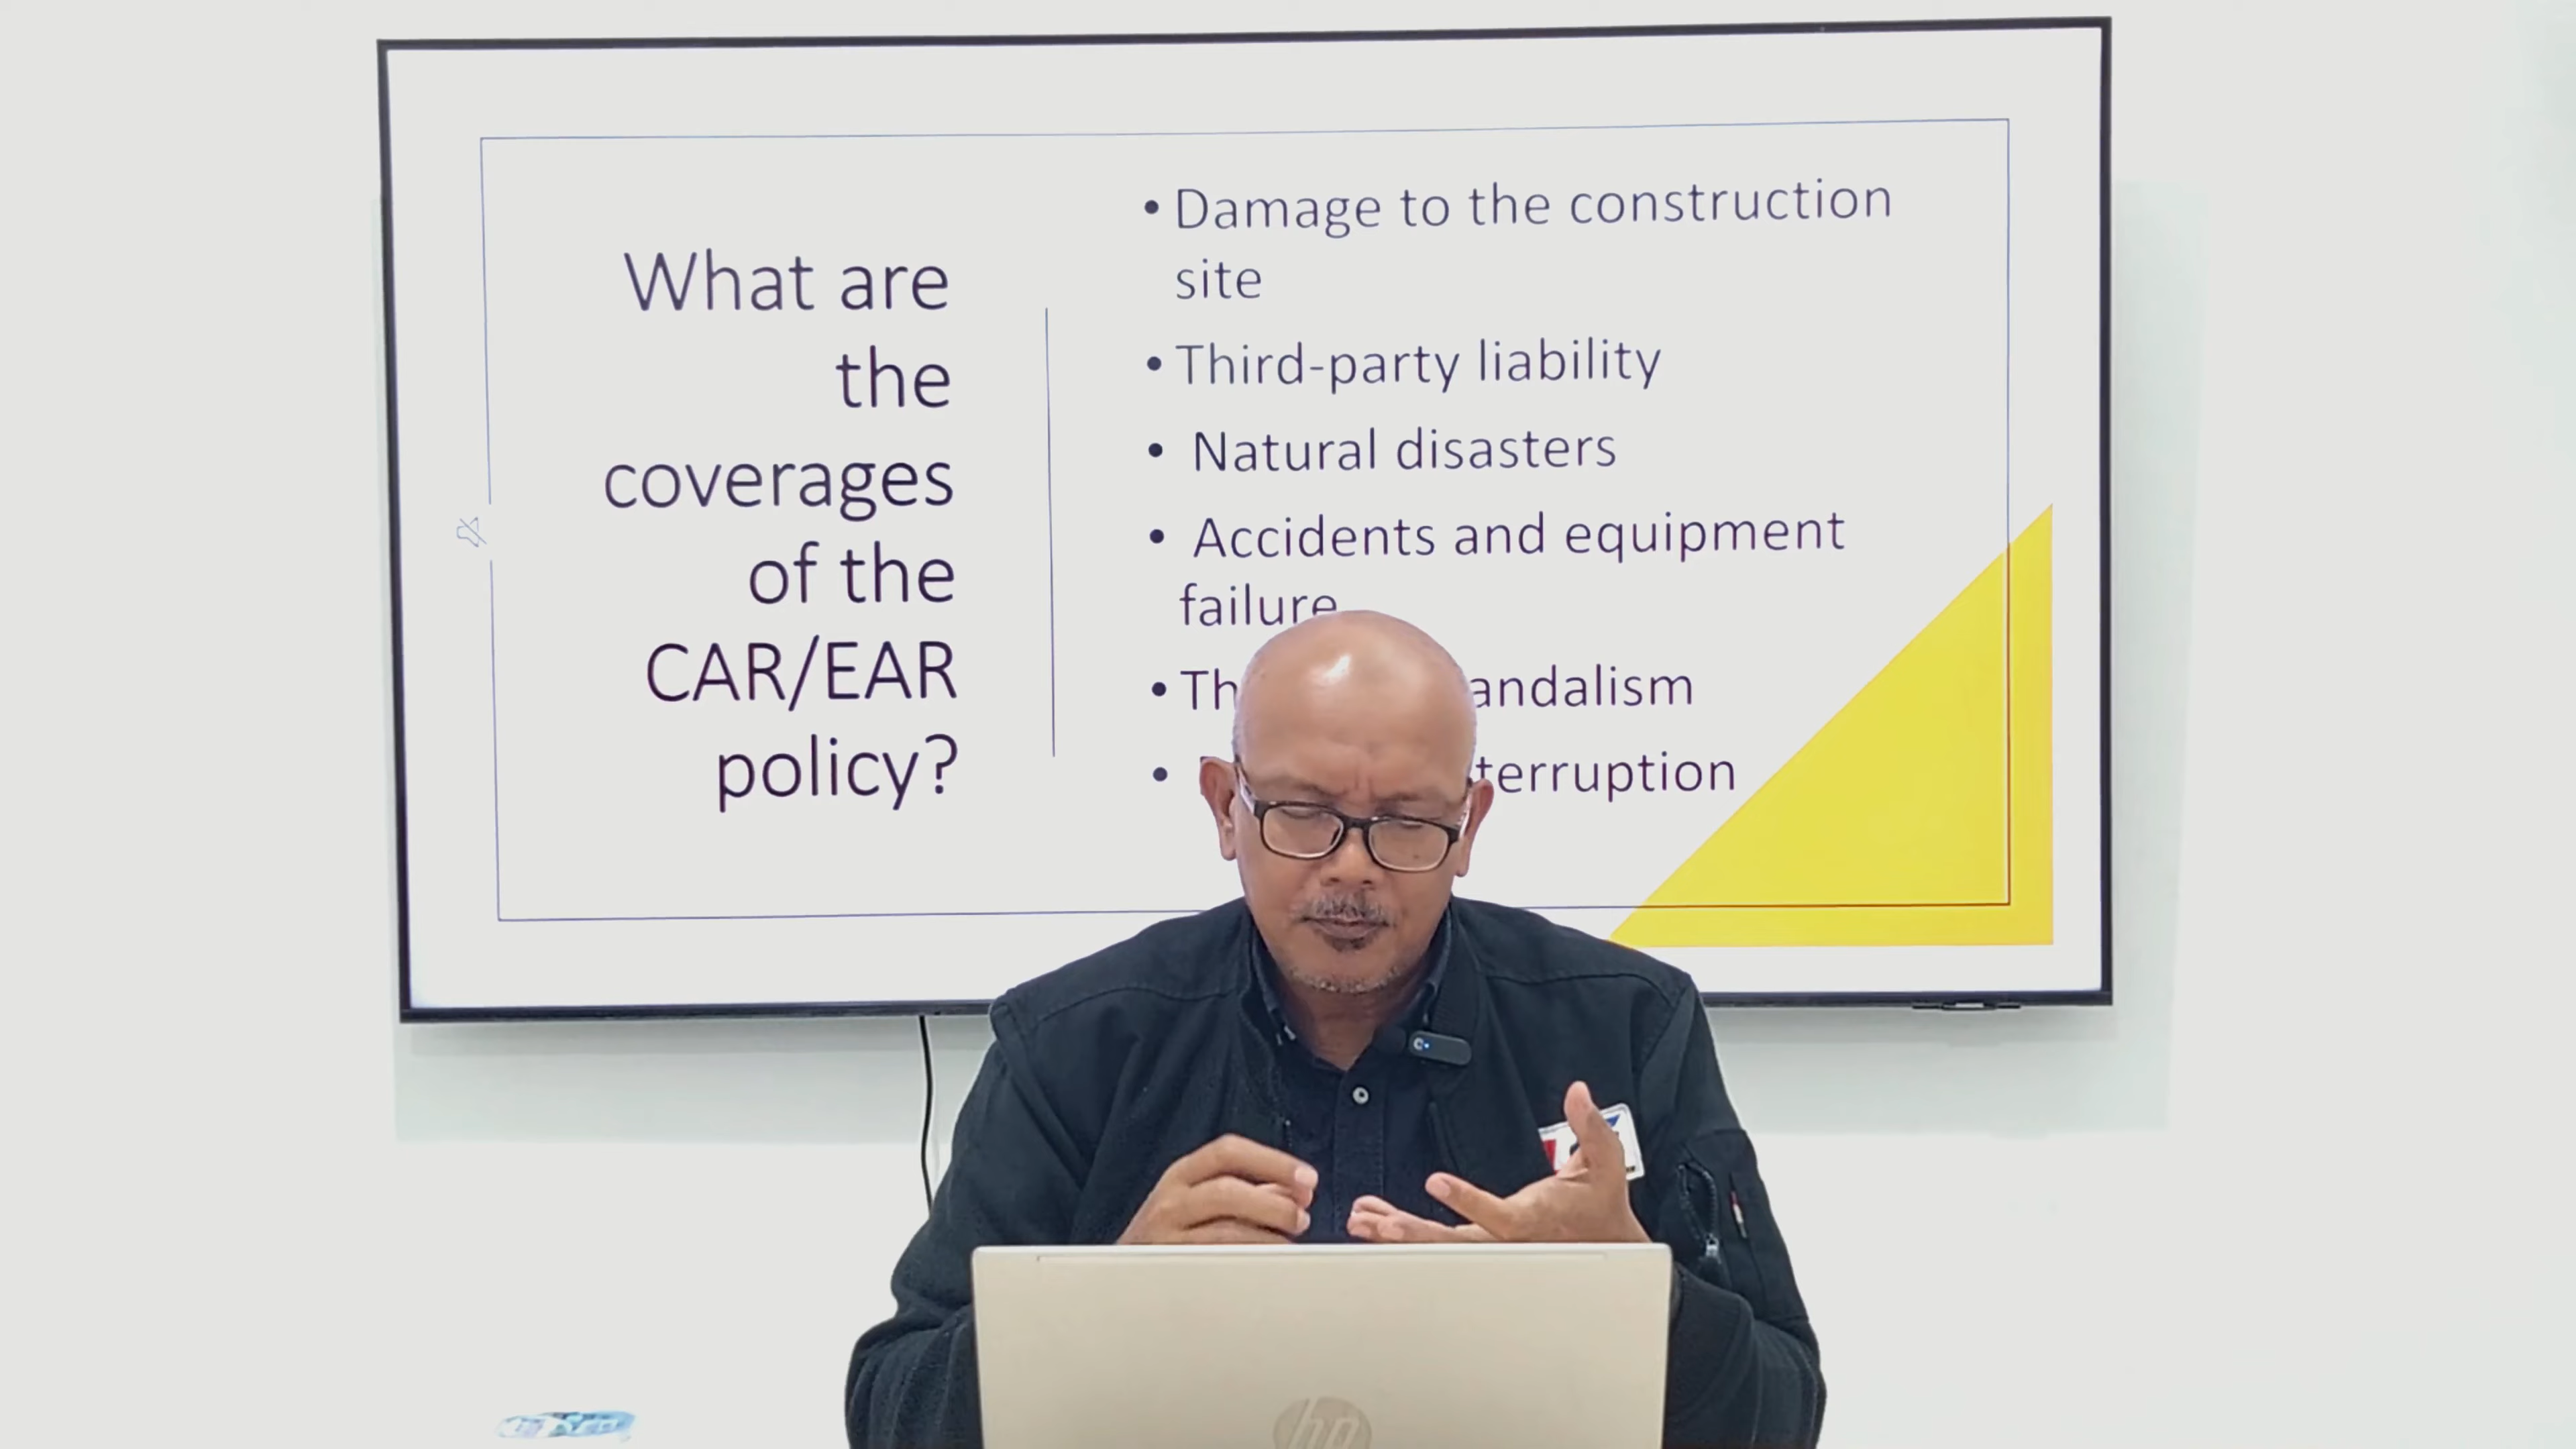 What are
the
coverages
of the
CAR/EAR
policy?
• Damage to the construction
site
• Third-party liability
• Natural disasters
• Accidents and equipment
failure
• Th andalism
• terruption
hp